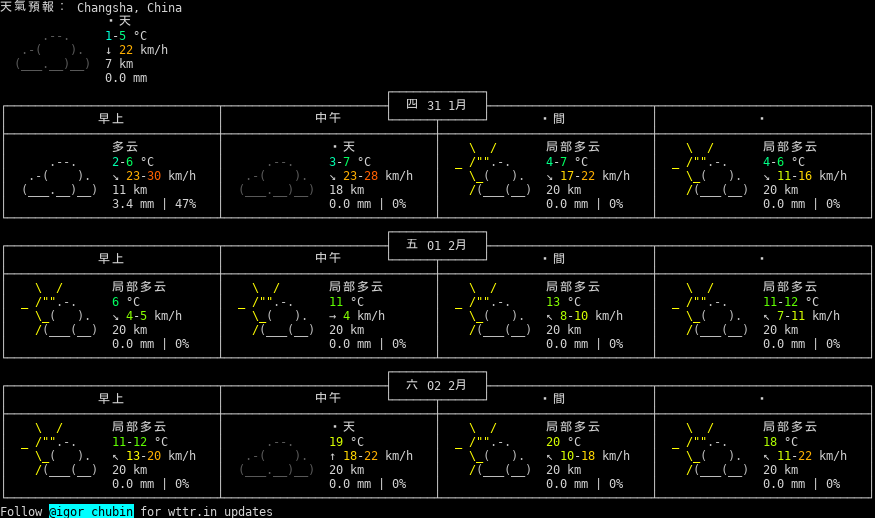 天氣預報： Changsha, China
・天
1-5 °C
↓ 22 km/h
7 km
0.0 mm
四 31 1月
早上 中午 ・間 ・
多云 ・天 局部多云 局部多云
2-6 °C 3-7 °C 4-7 °C 4-6 °C
↘ 23-30 km/h ↘ 23-28 km/h ↘ 17-22 km/h ↘ 11-16 km/h
11 km 18 km 20 km 20 km
3.4 mm | 47% 0.0 mm | 0% 0.0 mm | 0% 0.0 mm | 0%
五 01 2月
早上 中午 ・間 ・
局部多云 局部多云 局部多云 局部多云
6 °C 11 °C 13 °C 11-12 °C
↘ 4-5 km/h → 4 km/h ↖ 8-10 km/h ↖ 7-11 km/h
20 km 20 km 20 km 20 km
0.0 mm | 0% 0.0 mm | 0% 0.0 mm | 0% 0.0 mm | 0%
六 02 2月
早上 中午 ・間 ・
局部多云 ・天 局部多云 局部多云
11-12 °C 19 °C 20 °C 18 °C
↖ 13-20 km/h ↑ 18-22 km/h ↖ 10-18 km/h ↖ 11-22 km/h
20 km 20 km 20 km 20 km
0.0 mm | 0% 0.0 mm | 0% 0.0 mm | 0% 0.0 mm | 0%
Follow @igor_chubin for wttr.in updates